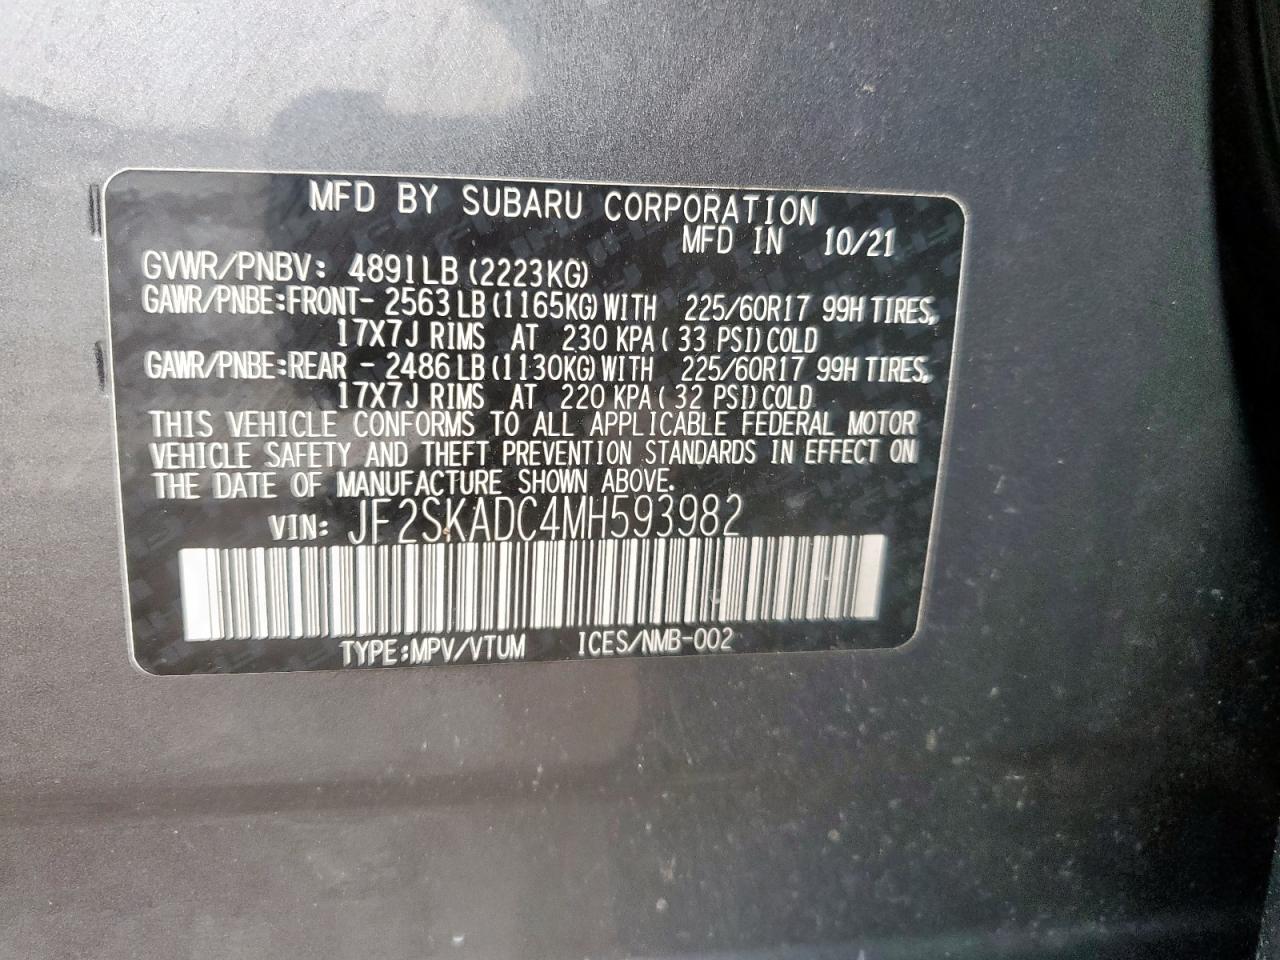 MFD BY SUBARU CORPORATION
MFD IN 10/21
GVWR/PNBV: 4891LB (2223KG)
GAWR/PNBE:FRONT- 2563 LB (1165KG) WITH 225/60R17 99H TIRES,
17X7J RIMS AT 230 KPA ( 33 PSI) COLD
GAWR/PNBE:REAR - 2486 LB (1130KG) WITH 225/60R17 99H TIRES,
17X7J RIMS AT 220 KPA ( 32 PSI) COLD
THIS VEHICLE CONFORMS TO ALL APPLICABLE FEDERAL MOTOR
VEHICLE SAFETY AND THEFT PREVENTION STANDARDS IN EFFECT ON
THE DATE OF MANUFACTURE SHOWN ABOVE.
VIN: JF2SKADC4MH593982
TYPE:MPV/VTUM ICES/NMB-002